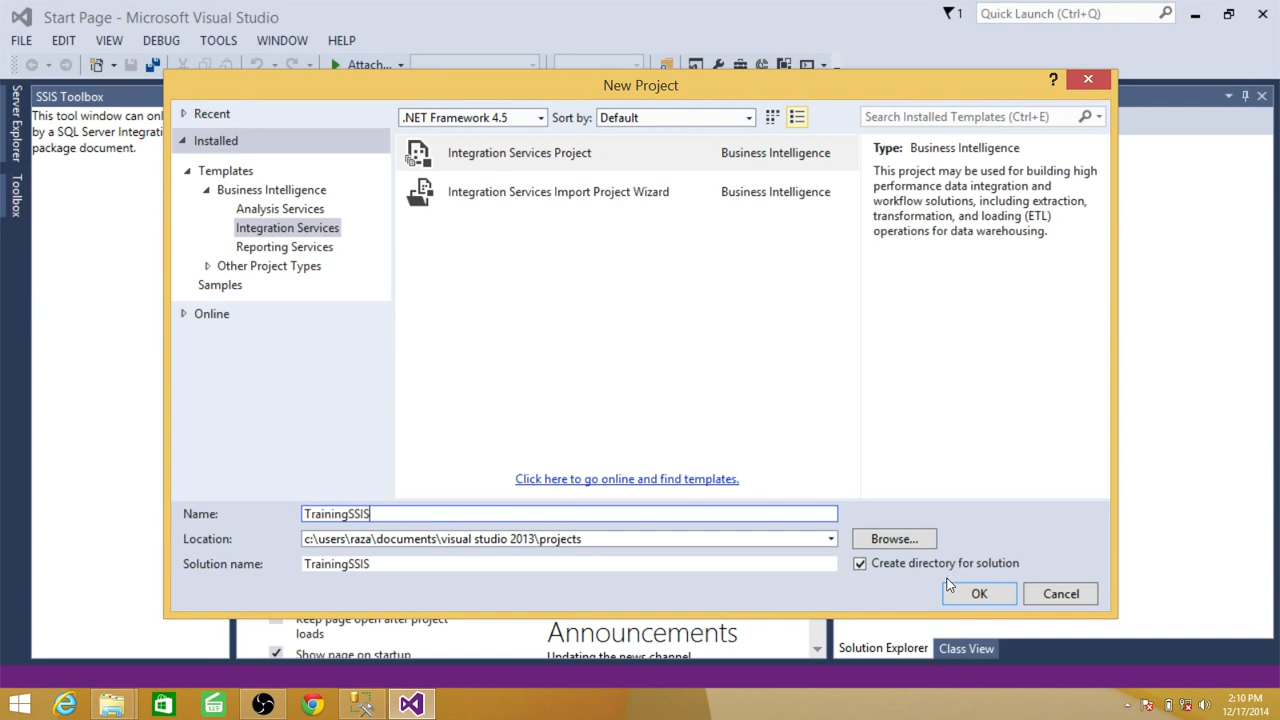 Start Page - Microsoft Visual Studio
1
Quick Launch (Ctrl+Q)
FILE EDIT VIEW DEBUG TOOLS WINDOW HELP
Attach...
Server Explorer
Toolbox
SSIS Toolbox
This tool window can onl
by a SQL Server Integrati
package document.
New Project
?
Recent
Installed
Templates
Business Intelligence
Analysis Services
Integration Services
Reporting Services
Other Project Types
Samples
Online
.NET Framework 4.5
Sort by: Default
Search Installed Templates (Ctrl+E)
Integration Services Project Business Intelligence
Integration Services Import Project Wizard Business Intelligence
Type: Business Intelligence
This project may be used for building high
performance data integration and
workflow solutions, including extraction,
transformation, and loading (ETL)
operations for data warehousing.
Click here to go online and find templates.
Name: TrainingSSIS
Location: c:\users\raza\documents\visual studio 2013\projects
Browse...
Solution name: TrainingSSIS
Create directory for solution
OK Cancel
Keep page open after project
loads
Show page on startup
Announcements
Updating the news channel
Solution Explorer Class View
2:10 PM
12/17/2014